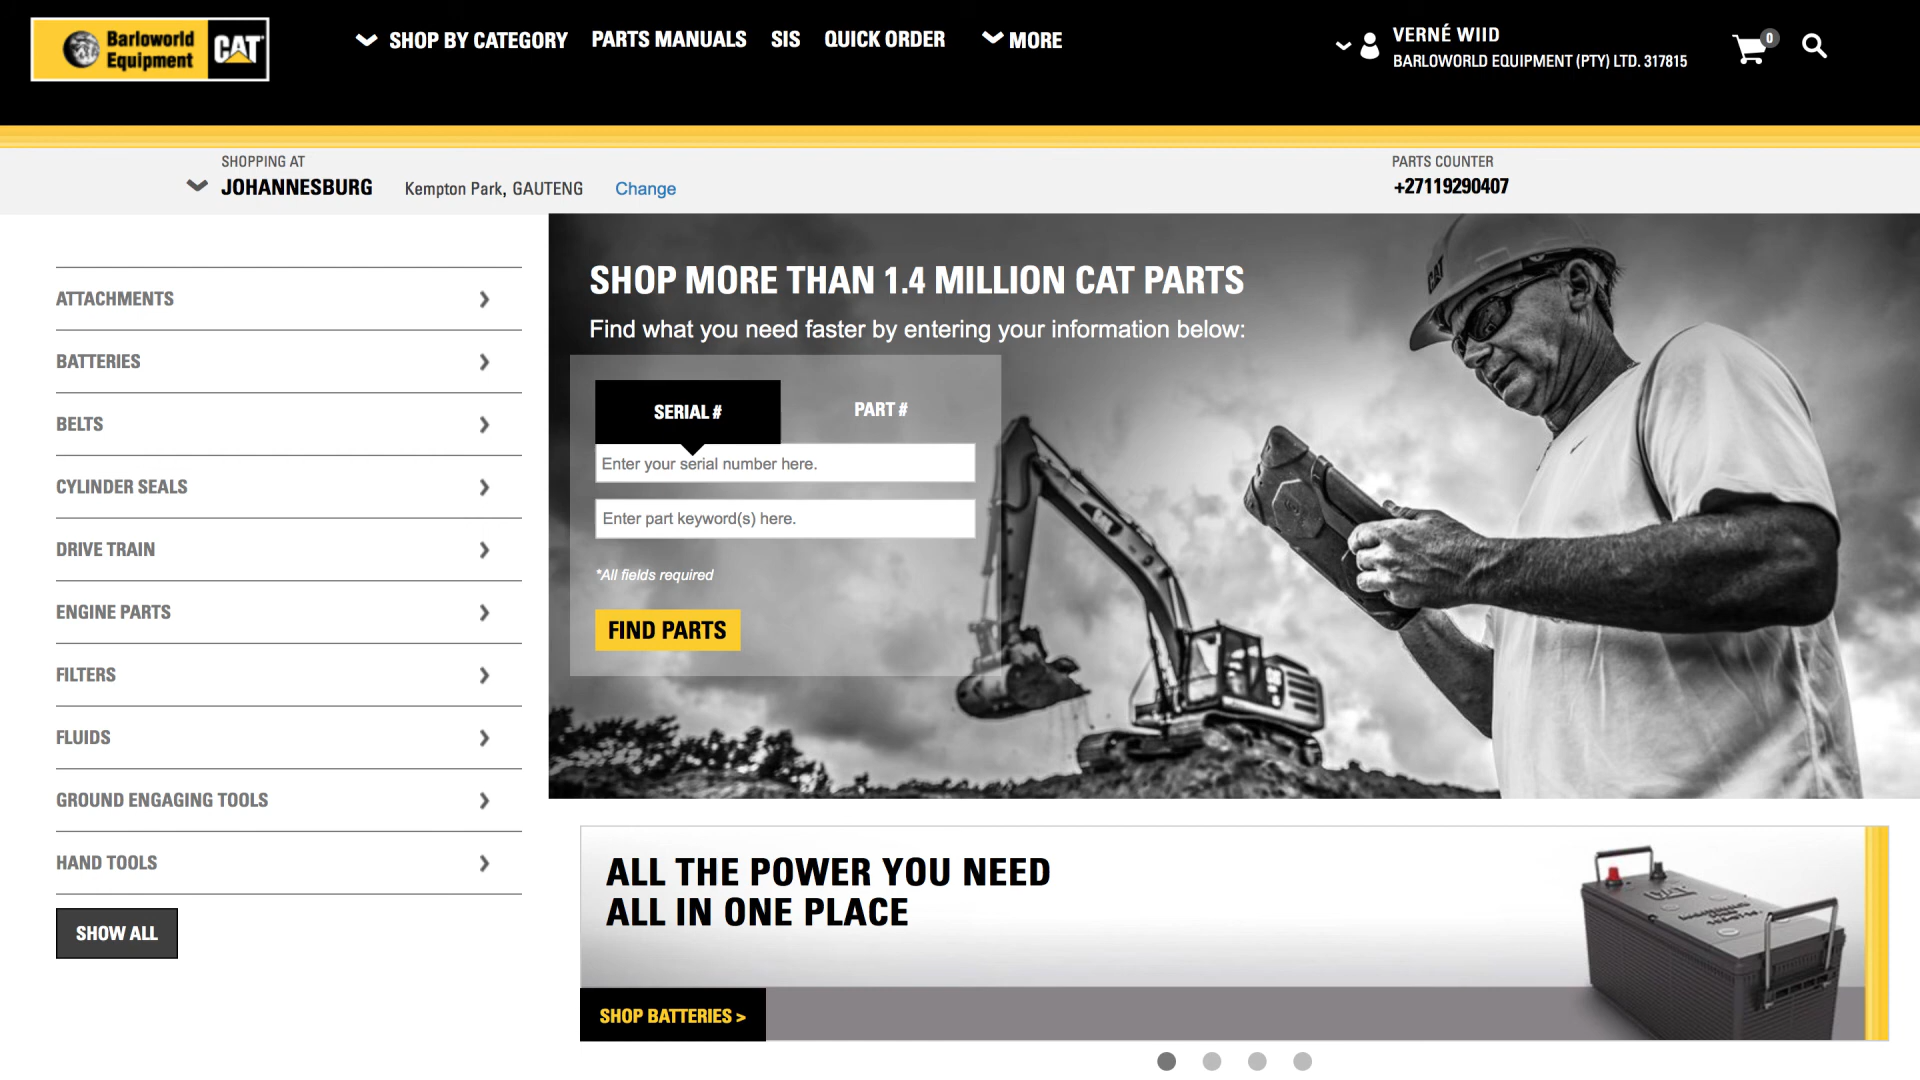 Barloworld
Equipment
CAT
SHOP BY CATEGORY
PARTS MANUALS
SIS
QUICK ORDER
MORE
VERNÉ WIID
BARLOWORLD EQUIPMENT (PTY) LTD. 317815
0
SHOPPING AT
JOHANNESBURG
Kempton Park, GAUTENG
Change
PARTS COUNTER
+27119290407
ATTACHMENTS
BATTERIES
BELTS
CYLINDER SEALS
DRIVE TRAIN
ENGINE PARTS
FILTERS
FLUIDS
GROUND ENGAGING TOOLS
HAND TOOLS
SHOW ALL
SHOP MORE THAN 1.4 MILLION CAT PARTS
Find what you need faster by entering your information below:
SERIAL #
PART #
Enter your serial number here.
Enter part keyword(s) here.
*All fields required
FIND PARTS
CAT
CAT
ALL THE POWER YOU NEED
ALL IN ONE PLACE
CAT
SHOP BATTERIES >